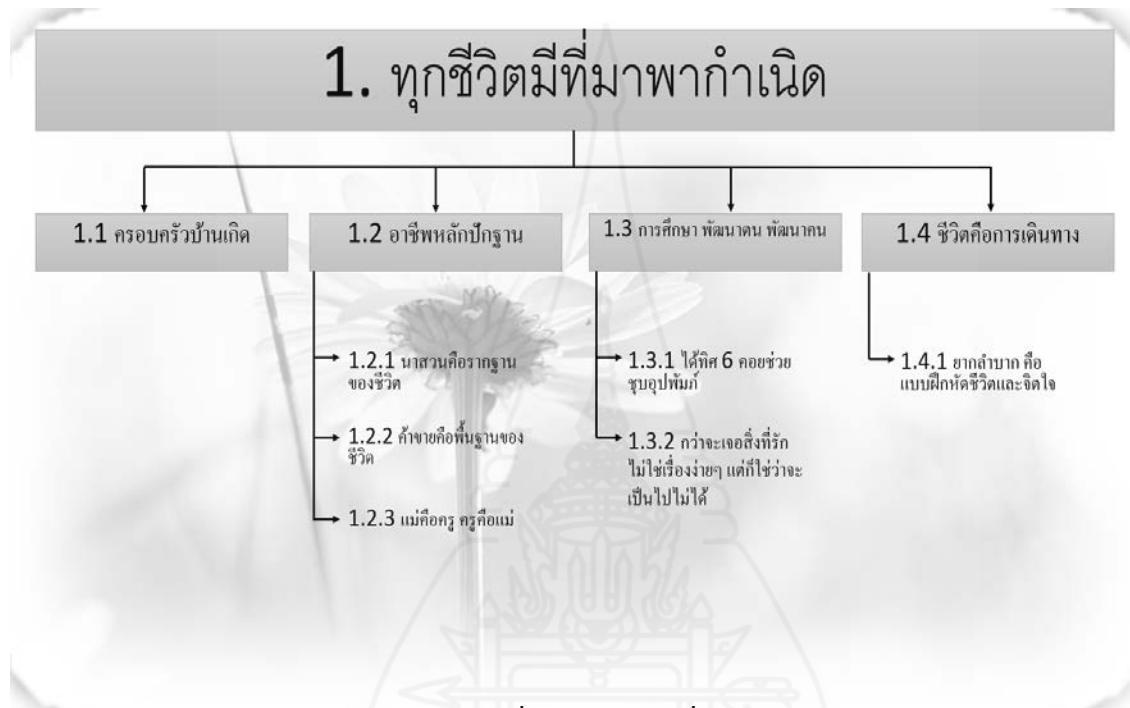 1. ทุกชีวิตมีที่มาพากำเนิด
1.1 ครอบครัวบ้านเกิด
1.2 อาชีพหลักปักฐาน
1.3 การศึกษา พัฒนาตน พัฒนาคน
1.4 ชีวิตคือการเดินทาง
1.2.1 นาสวนคือรากฐาน
ของชีวิต
1.2.2 ค้าขายคือพื้นฐานของ
ชีวิต
1.2.3 แม่คือครู ครูคือแม่
1.3.1 ได้ทิศ 6 คอยช่วย
ชุบอุปพัมภ์
1.3.2 กว่าจะเจอสิ่งที่รัก
ไม่ใช่เรื่องง่ายๆ แต่ก็ใช่ว่าจะ
เป็นไปไม่ได้
1.4.1 ยากลำบาก คือ
แบบฝึกหัดชีวิตและจิตใจ